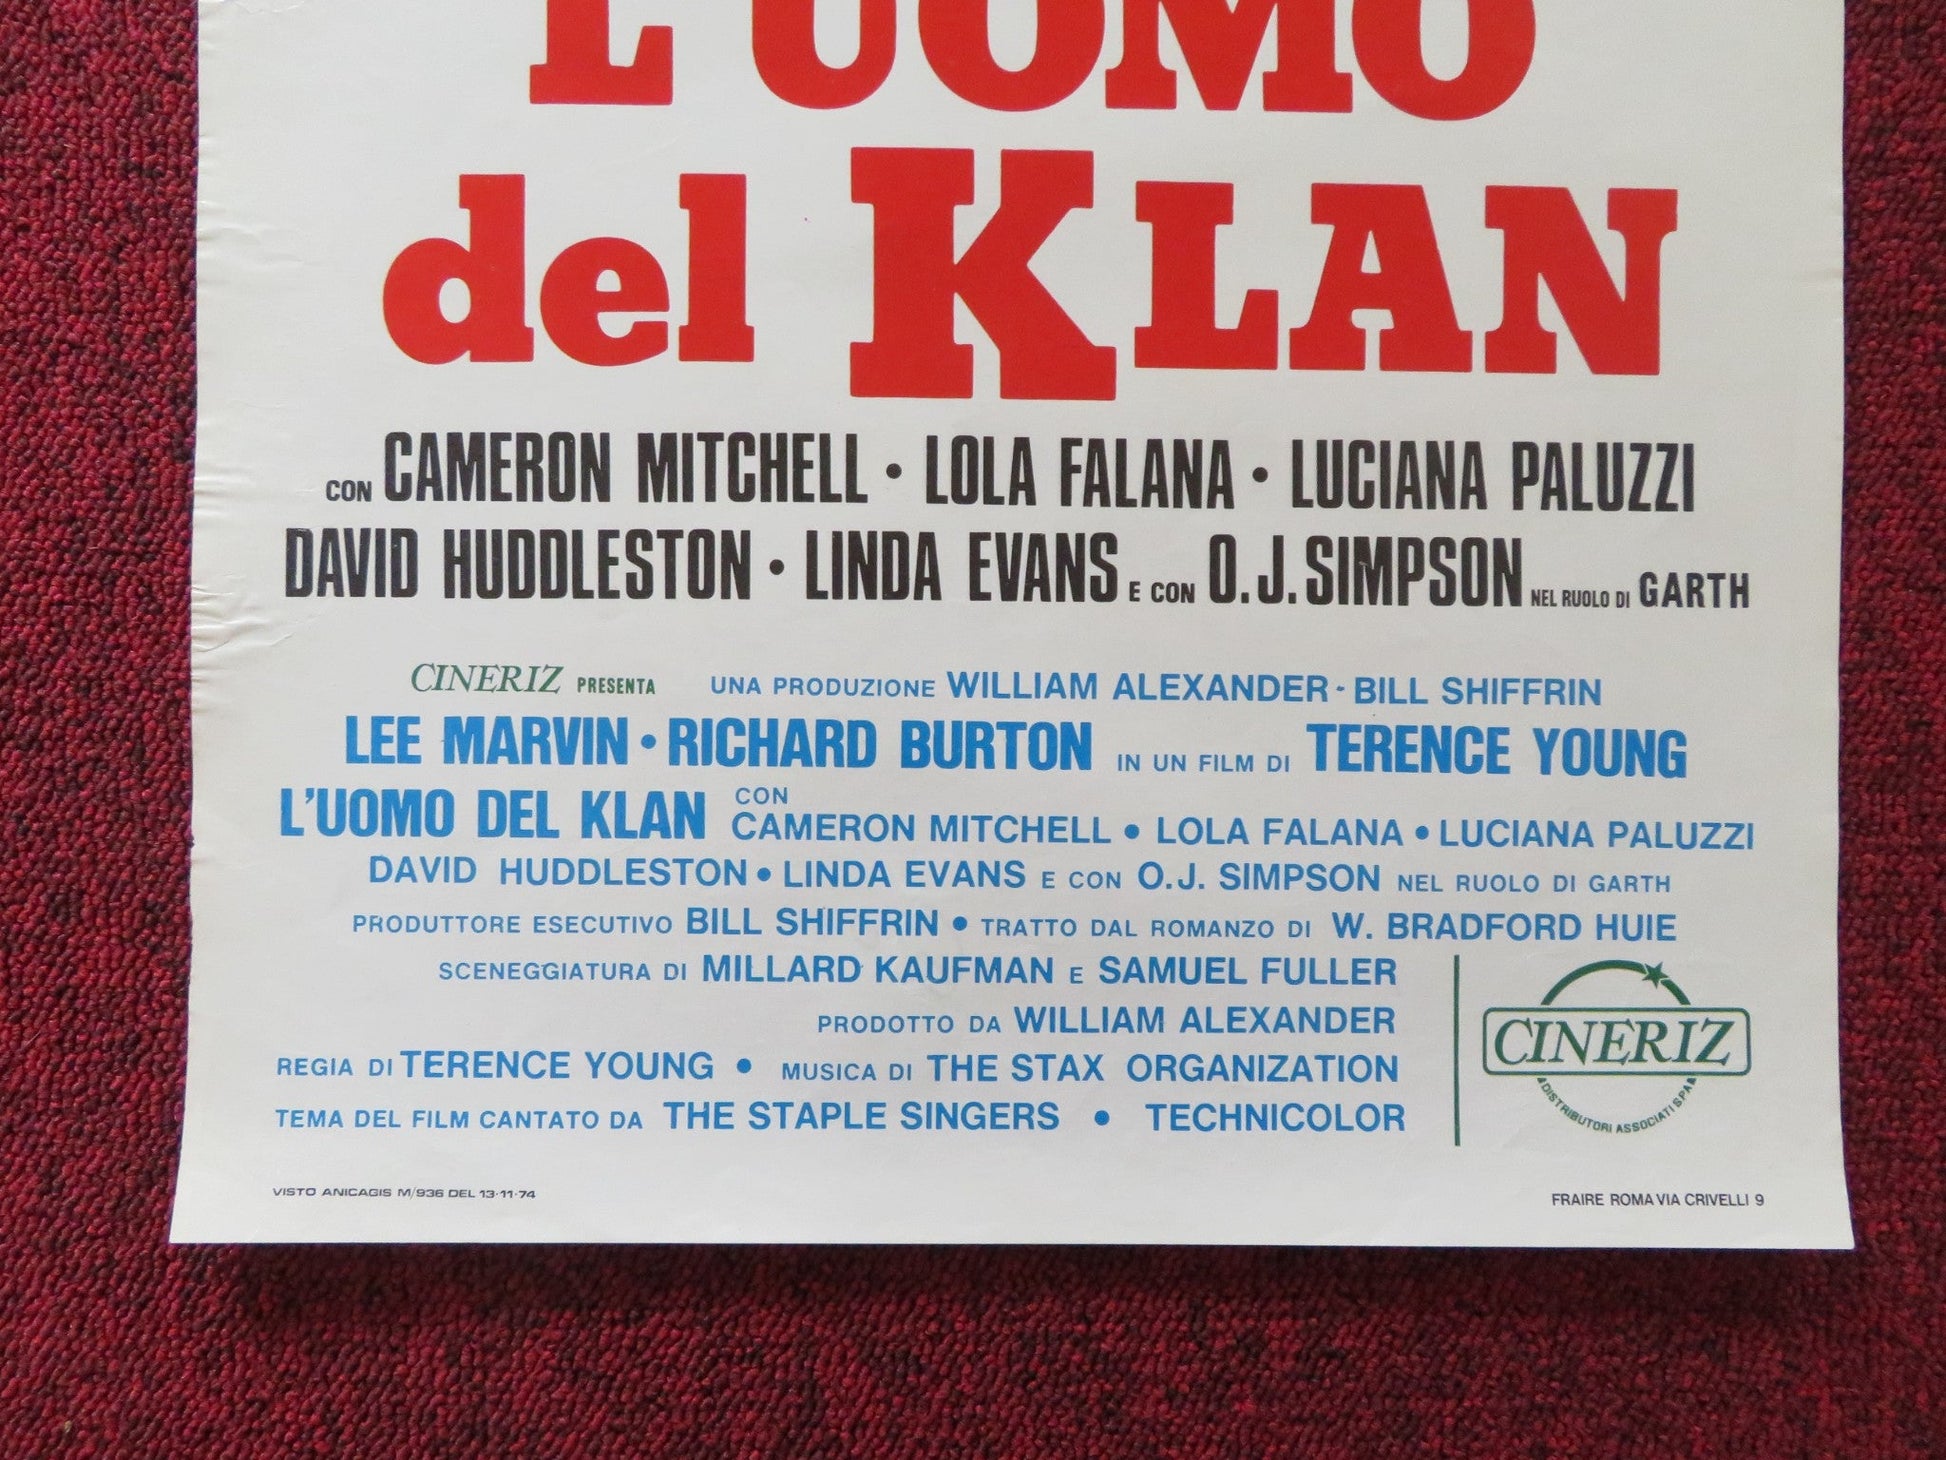 L'UOMO
del KLAN
CON CAMERON MITCHELL • LOLA FALANA • LUCIANA PALUZZI
DAVID HUDDLESTON • LINDA EVANS E CON O.J. SIMPSON NEL RUOLO DI GARTH
CINERIZ PRESENTA UNA PRODUZIONE WILLIAM ALEXANDER - BILL SHIFFRIN
LEE MARVIN • RICHARD BURTON IN UN FILM DI TERENCE YOUNG
L'UOMO DEL KLAN CON CAMERON MITCHELL • LOLA FALANA • LUCIANA PALUZZI
DAVID HUDDLESTON • LINDA EVANS E CON O.J. SIMPSON NEL RUOLO DI GARTH
PRODUTTORE ESECUTIVO BILL SHIFFRIN • TRATTO DAL ROMANZO DI W. BRADFORD HUIE
SCENEGGIATURA DI MILLARD KAUFMAN E SAMUEL FULLER
PRODOTTO DA WILLIAM ALEXANDER
REGIA DI TERENCE YOUNG • MUSICA DI THE STAX ORGANIZATION
TEMA DEL FILM CANTATO DA THE STAPLE SINGERS • TECHNICOLOR
CINERIZ
DISTRIBUTORI ASSOCIATI S.P.A.
VISTO ANICAGIS M/936 DEL 13-11-74
FRAIRE ROMA VIA CRIVELLI 9